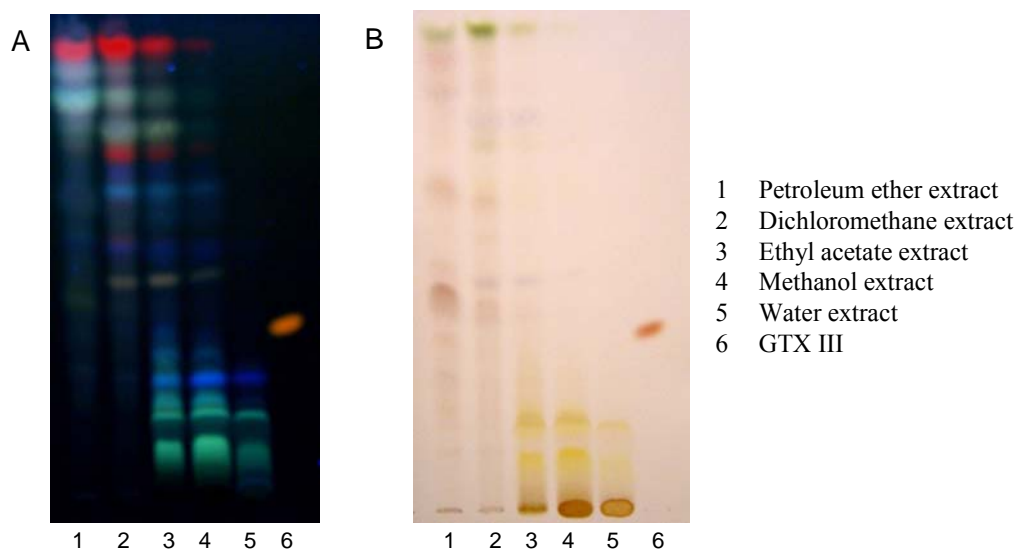 A
B
1 Petroleum ether extract
2 Dichloromethane extract
3 Ethyl acetate extract
4 Methanol extract
5 Water extract
6 GTX III
1 2 3 4 5 6
1 2 3 4 5 6